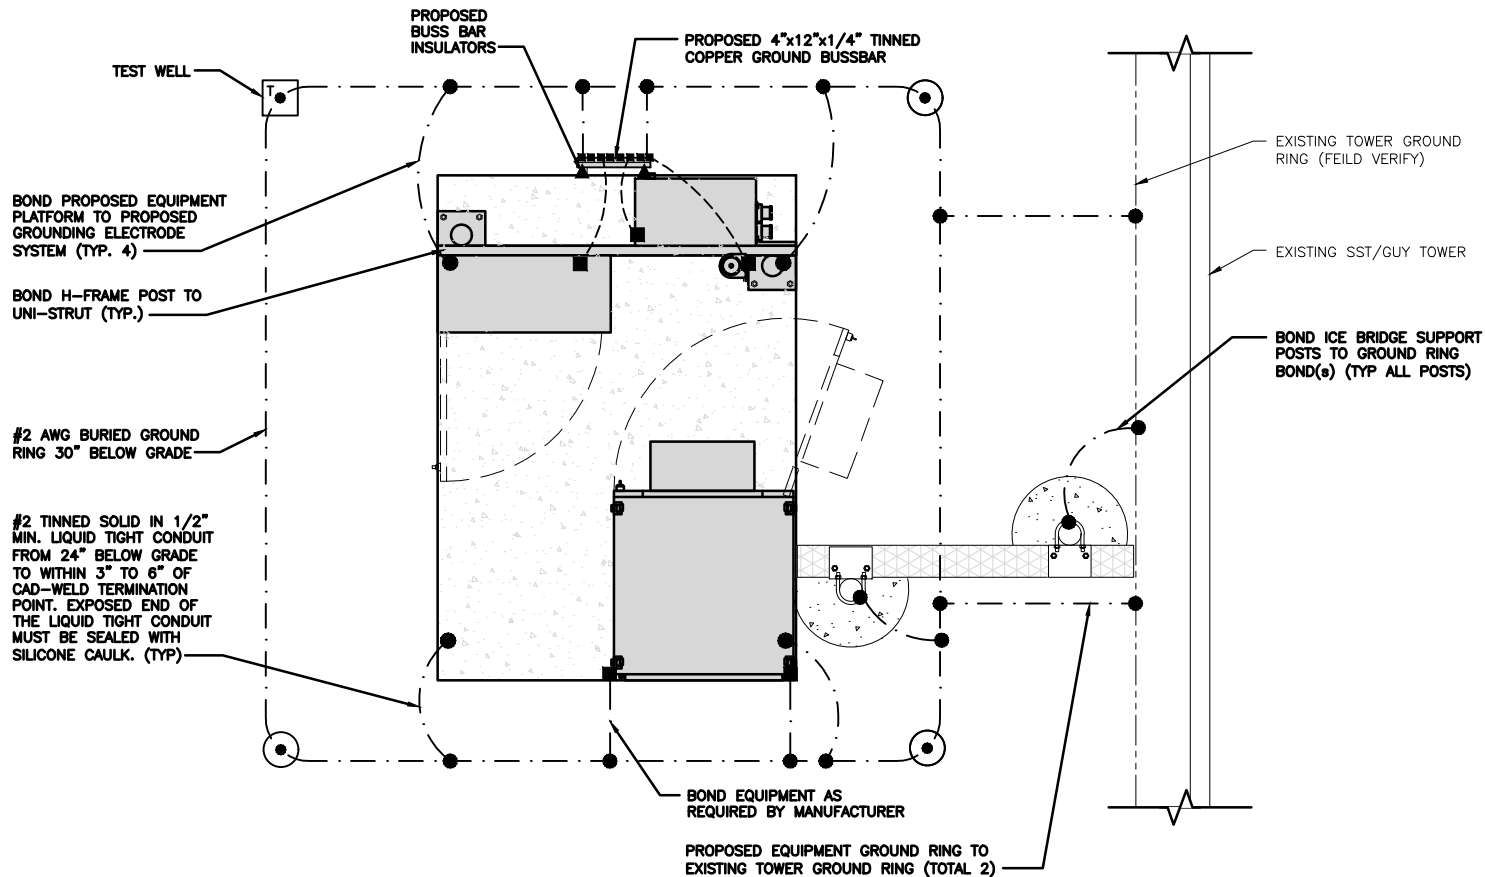 PROPOSED
BUSS BAR
INSULATORS
PROPOSED 4"x12"x1/4" TINNED
COPPER GROUND BUSSBAR
TEST WELL
T
EXISTING TOWER GROUND
RING (FEILD VERIFY)
BOND PROPOSED EQUIPMENT
PLATFORM TO PROPOSED
GROUNDING ELECTRODE
SYSTEM (TYP. 4)
EXISTING SST/GUY TOWER
BOND H-FRAME POST TO
UNI-STRUT (TYP.)
BOND ICE BRIDGE SUPPORT
POSTS TO GROUND RING
BOND(s) (TYP ALL POSTS)
#2 AWG BURIED GROUND
RING 30" BELOW GRADE
#2 TINNED SOLID IN 1/2"
MIN. LIQUID TIGHT CONDUIT
FROM 24" BELOW GRADE
TO WITHIN 3" TO 6" OF
CAD-WELD TERMINATION
POINT. EXPOSED END OF
THE LIQUID TIGHT CONDUIT
MUST BE SEALED WITH
SILICONE CAULK. (TYP)
BOND EQUIPMENT AS
REQUIRED BY MANUFACTURER
PROPOSED EQUIPMENT GROUND RING TO
EXISTING TOWER GROUND RING (TOTAL 2)